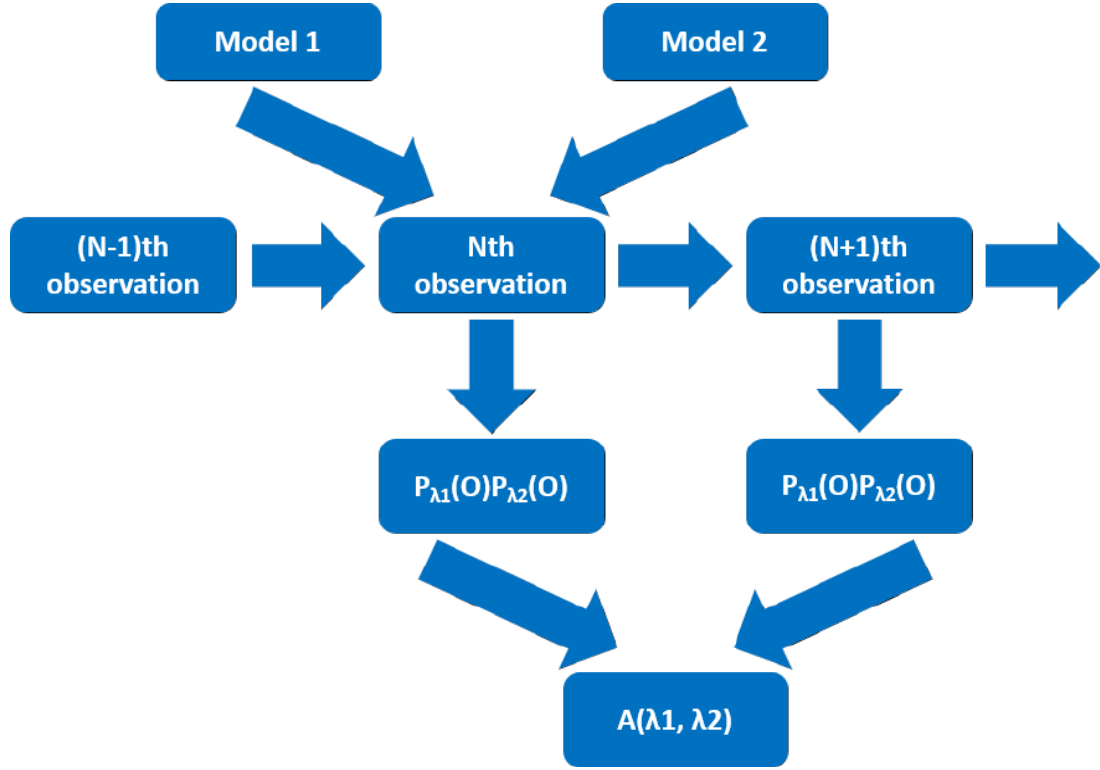 Model 1
Model 2
(N-1)th
observation
Nth
observation
(N+1)th
observation
Pλ1(O)Pλ2(O)
Pλ1(O)Pλ2(O)
A(λ1, λ2)